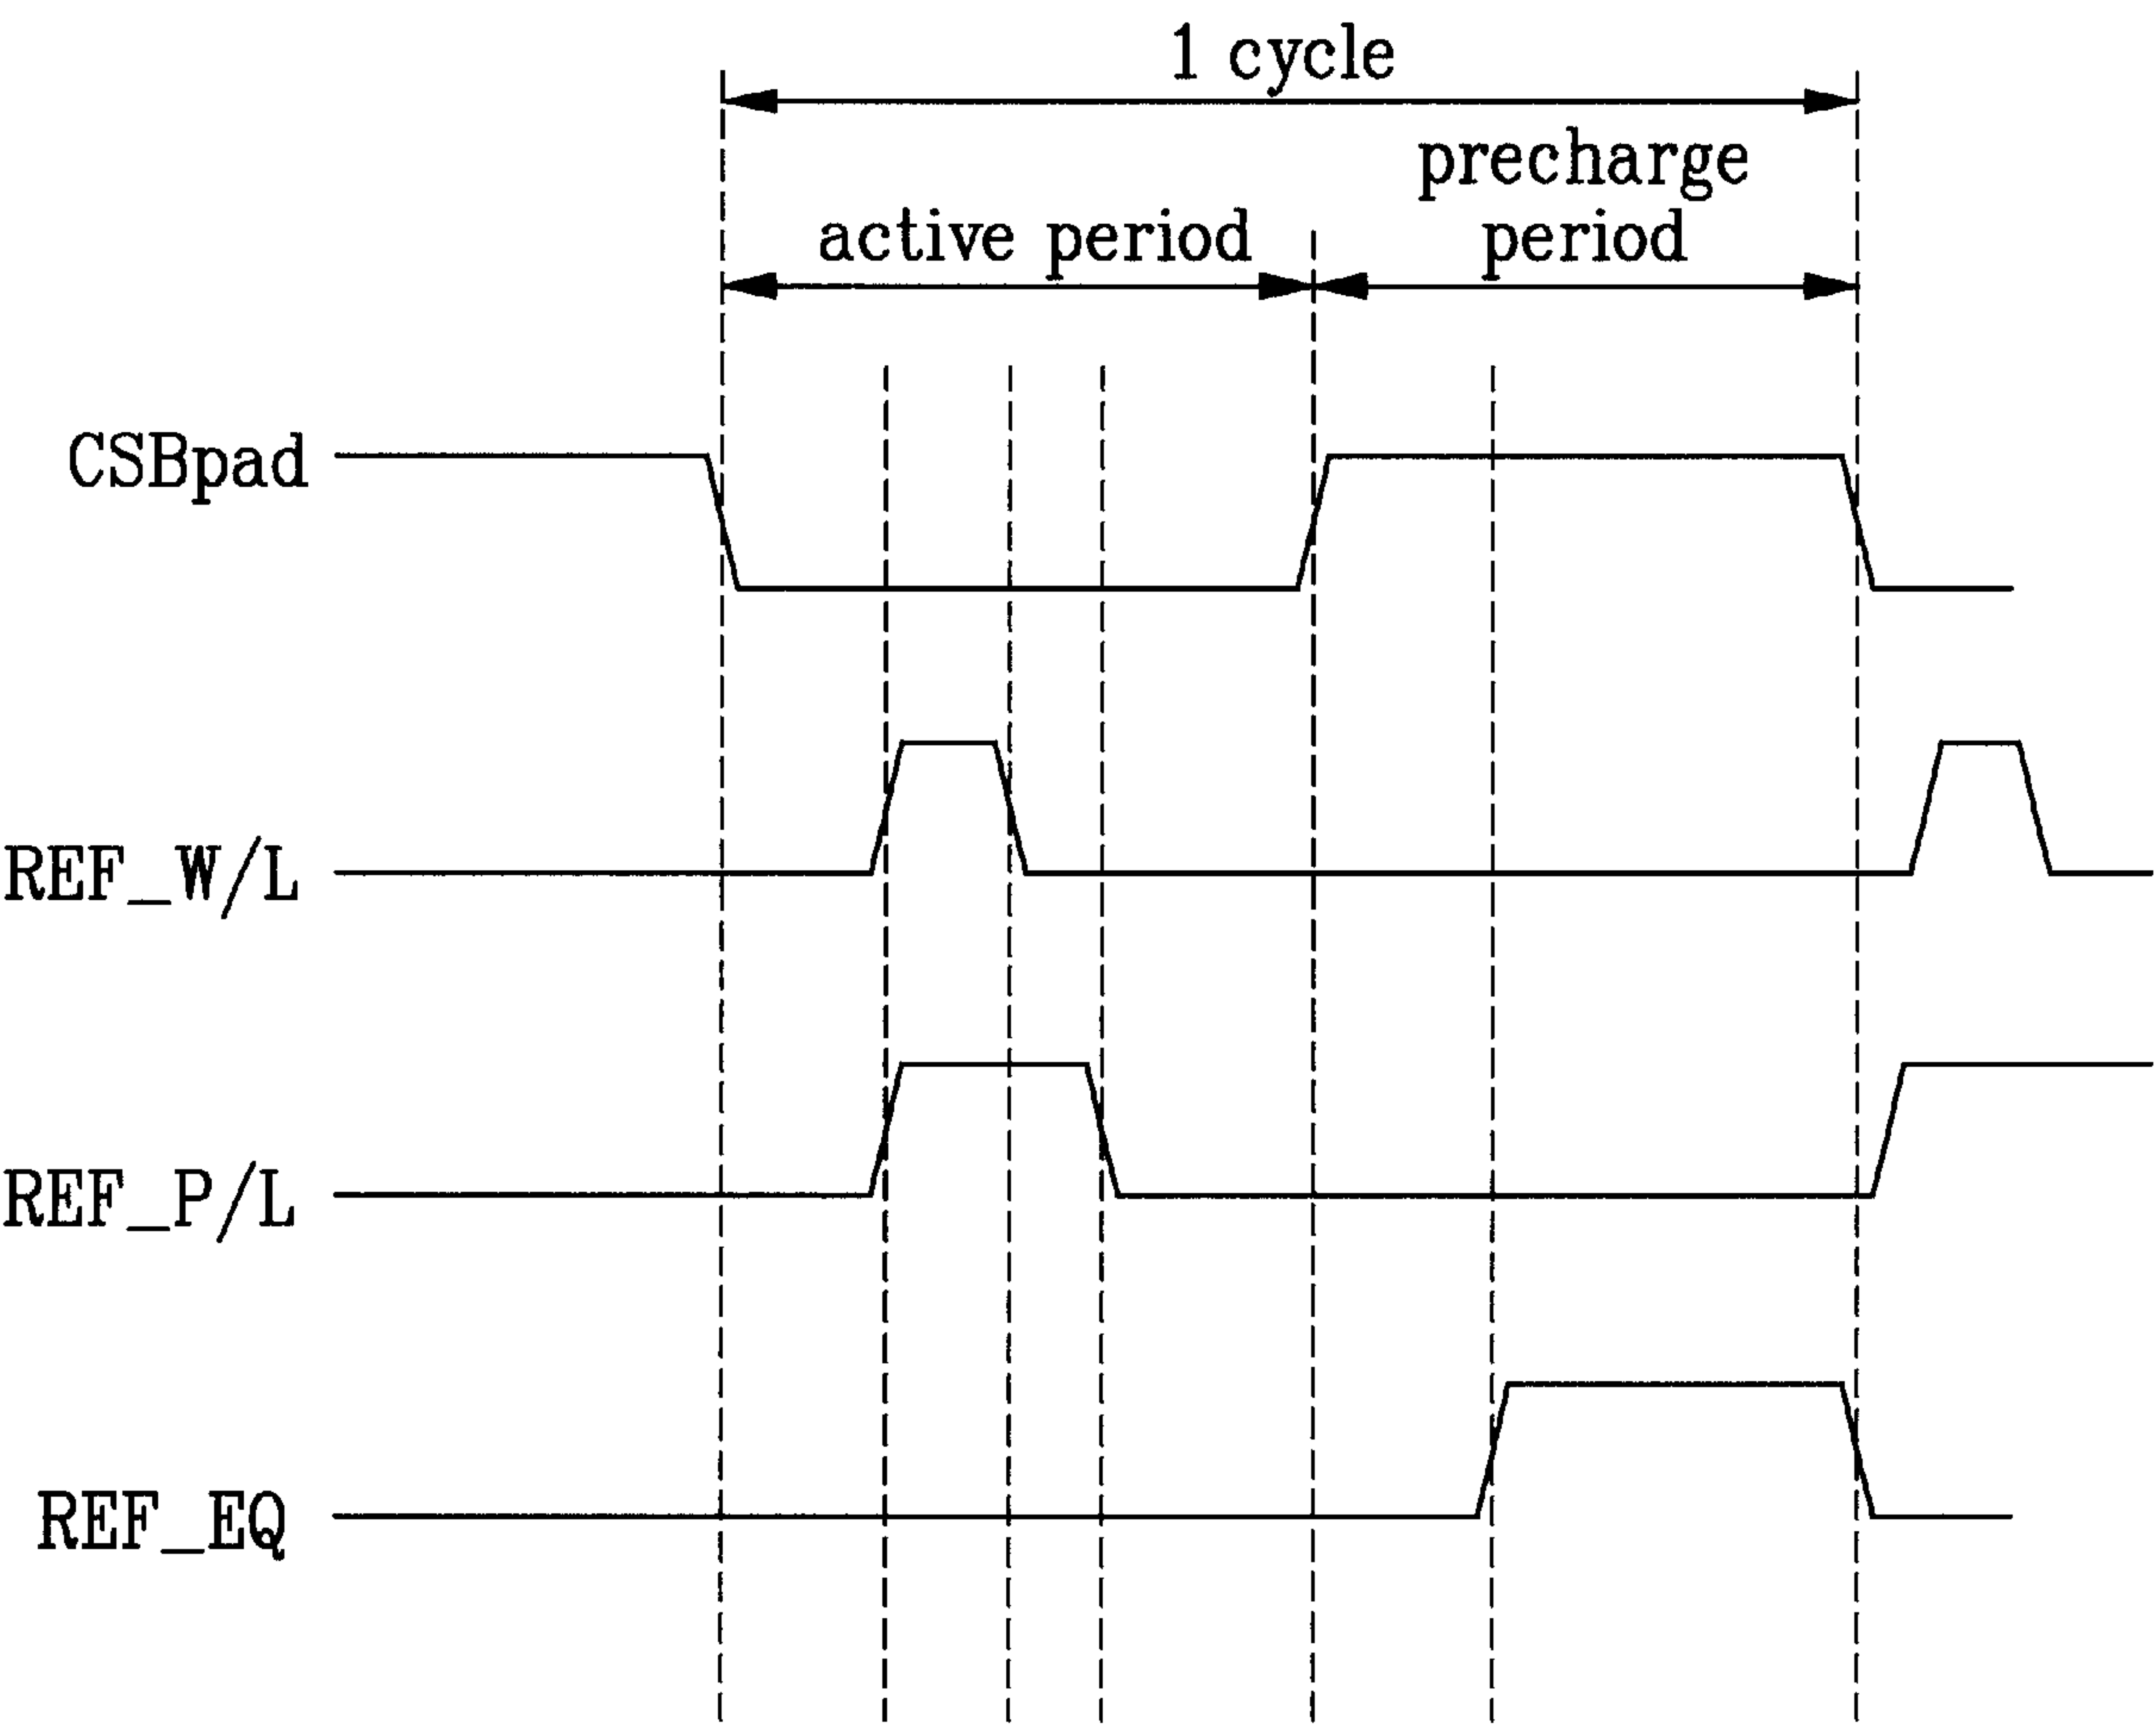 1 cycle
precharge
active period period
CSBpad
REF_W/L
REF_P/L
REF_EQ